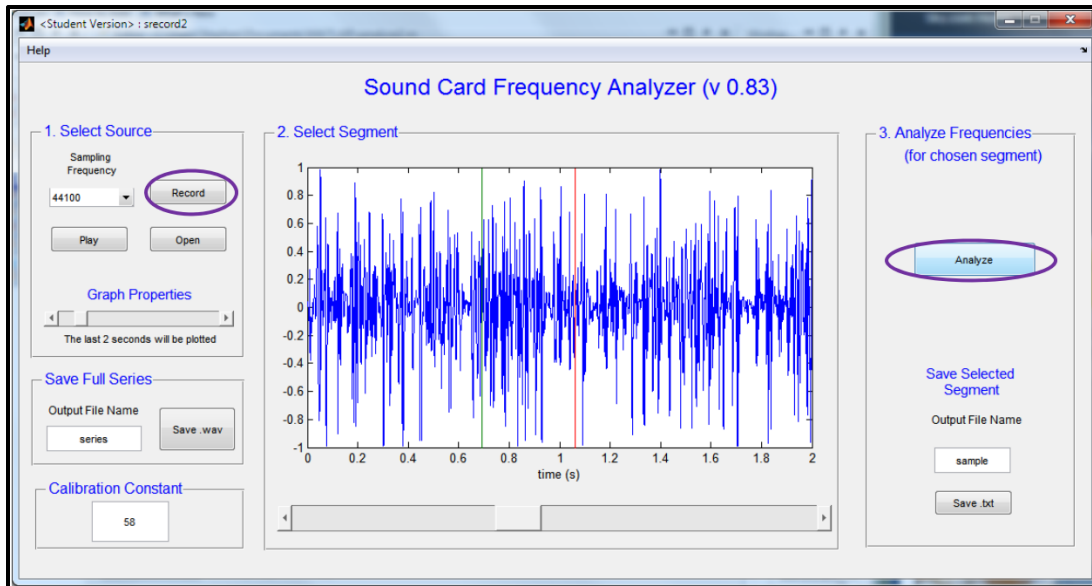 <Student Version> : srecord2
Help
Sound Card Frequency Analyzer (v 0.83)
1. Select Source
Sampling
Frequency
44100
Record
Play
Open
Graph Properties
The last 2 seconds will be plotted
Save Full Series
Output File Name
series
Save .wav
Calibration Constant
58
2. Select Segment
1
0.8
0.6
0.4
0.2
0
-0.2
-0.4
-0.6
-0.8
-1
0 0.2 0.4 0.6 0.8 1 1.2 1.4 1.6 1.8 2
time (s)
3. Analyze Frequencies
(for chosen segment)
Analyze
Save Selected
Segment
Output File Name
sample
Save .txt